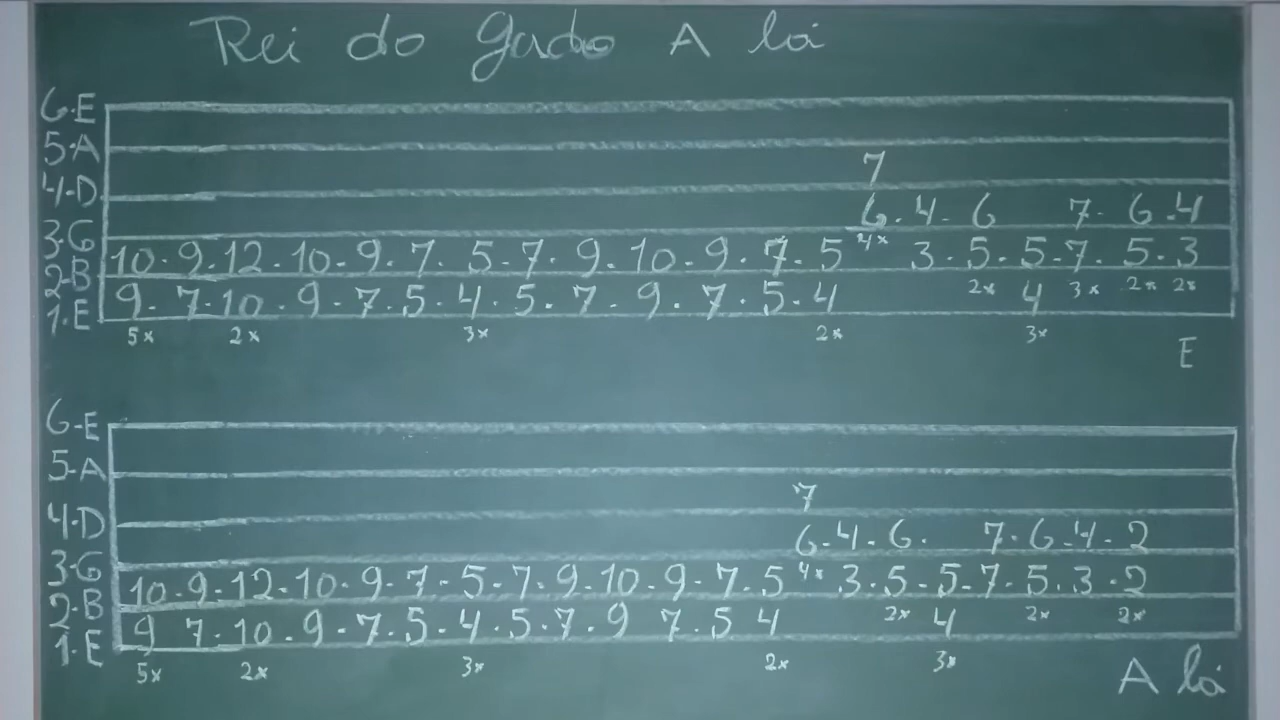 Rei do gado A lá
6-E
5-A
7
4-D
6-4-6 7-6-4
3-G
10-9-12-10-9-7-5-7-9-10-9-7-5 4x 3-5-5-7-5-3
2-B
9-7-10-9-7-5-4-5-7-9-7-5-4 2x 4 3x 2x 2x
1-E
5x 2x 3x 2x 3x
E
6-E
5-A
7
4-D
6-4-6- 7-6-4-2
3-G
10-9-12-10-9-7-5-7-9-10-9-7-5 4x 3-5-5-7-5-3-2
2-B
9 7-10-9-7-5-4-5-7-9 7-5 4 2x 4 2x 2x
1-E
5x 2x 3x 2x 3x
A lá